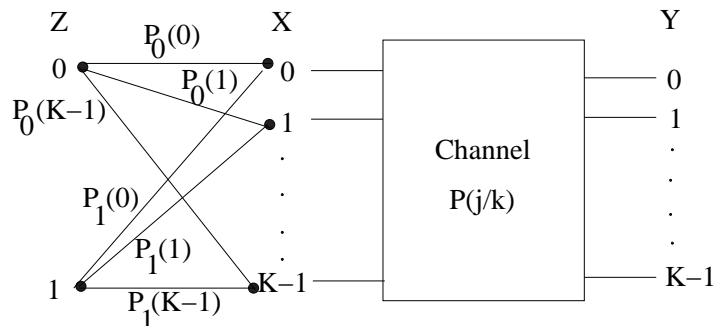 Z
X
Y
P₀(0)
0
P₀(1)
0
0
P₀(K−1)
1
1
Channel
P(j/k)
P₁(0)
P₁(1)
1
P₁(K−1)
K−1
K−1